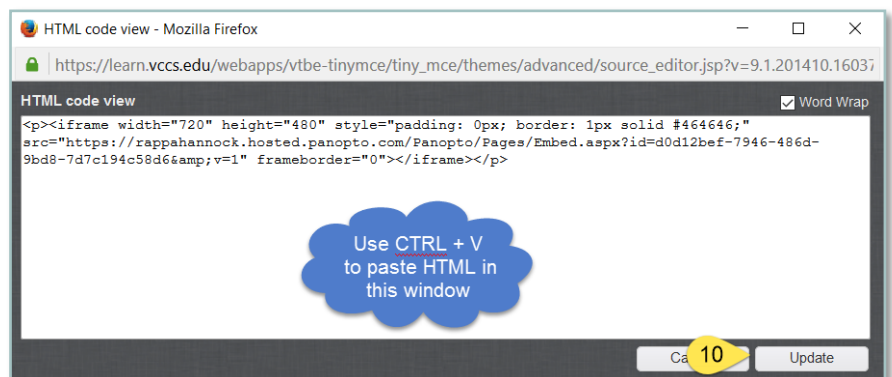 HTML code view - Mozilla Firefox
https://learn.vccs.edu/webapps/vtbe-tinymce/tiny_mce/themes/advanced/source_editor.jsp?v=9.1.201410.16037
HTML code view
Word Wrap
<p><iframe width="720" height="480" style="padding: 0px; border: 1px solid #464646;"
src="https://rappahannock.hosted.panopto.com/Panopto/Pages/Embed.aspx?id=d0d12bef-7946-486d-
9bd8-7d7c194c58d6&amp;v=1" frameborder="0"></iframe></p>
Use CTRL + V
to paste HTML in
this window
Ca
10
Update